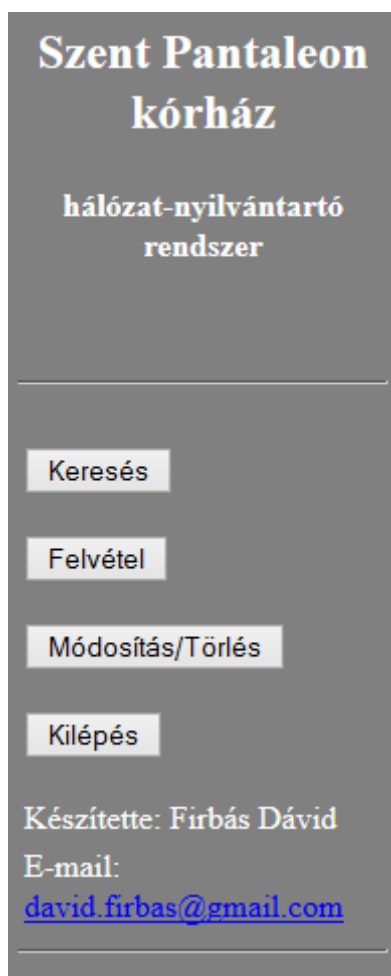 Szent Pantaleon
kórház
hálózat-nyilvántartó
rendszer
Keresés
Felvétel
Módosítás/Törlés
Kilépés
Készítette: Firbás Dávid
E-mail:
david.firbas@gmail.com